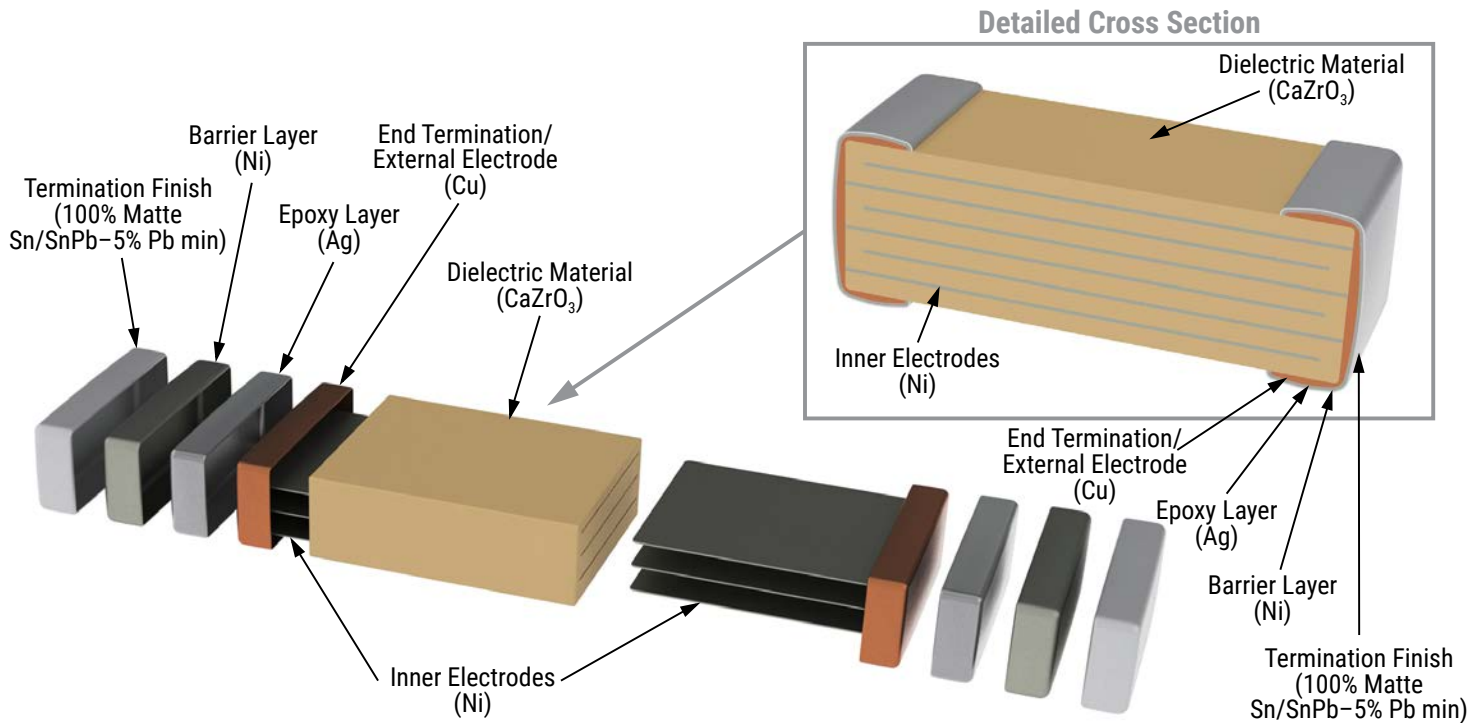 Detailed Cross Section
Dielectric Material
(CaZrO₃)
Inner Electrodes
(Ni)
End Termination/
External Electrode
(Cu)
Epoxy Layer
(Ag)
Barrier Layer
(Ni)
Termination Finish
(100% Matte
Sn/SnPb–5% Pb min)
Termination Finish
(100% Matte
Sn/SnPb–5% Pb min)
Barrier Layer
(Ni)
Epoxy Layer
(Ag)
End Termination/
External Electrode
(Cu)
Dielectric Material
(CaZrO₃)
Inner Electrodes
(Ni)